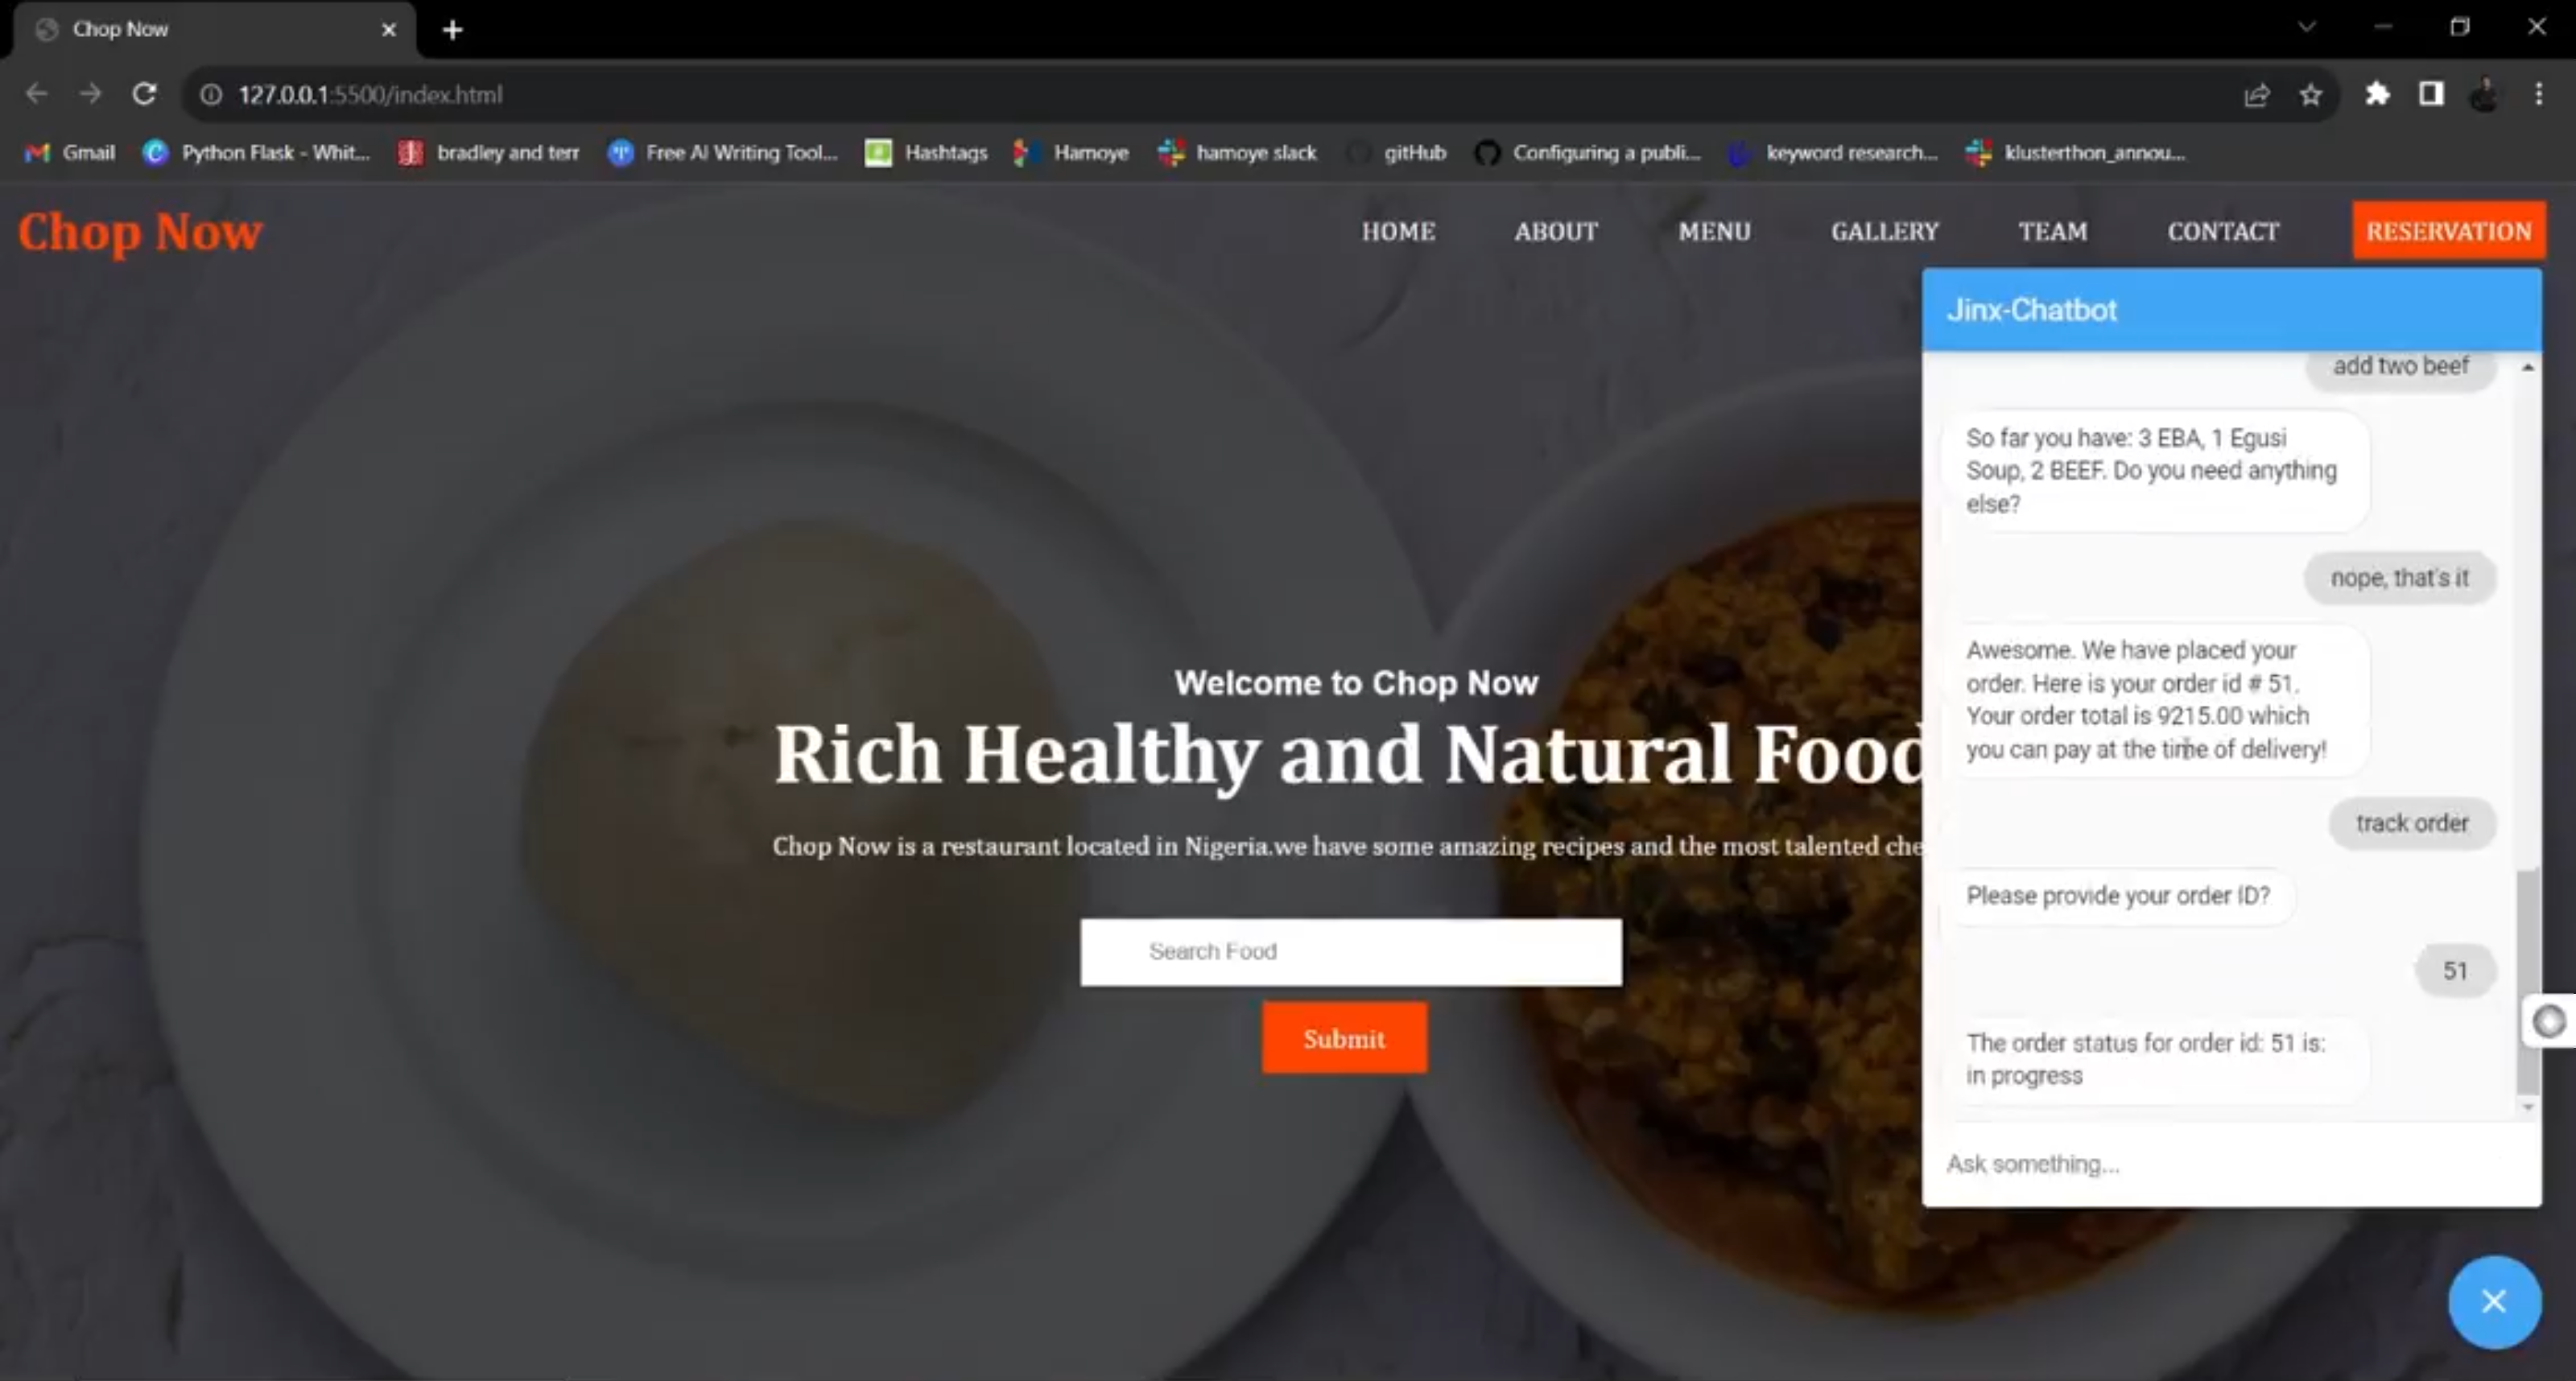 Chop Now
127.0.0.1:5500/index.html
Gmail
Python Flask - Whit...
bradley and terr
Free AI Writing Tool...
Hashtags
Hamoye
hamoye slack
gitHub
Configuring a publi...
keyword research...
klusterthon_annou...
Chop Now
HOME
ABOUT
MENU
GALLERY
TEAM
CONTACT
RESERVATION
Welcome to Chop Now
Rich Healthy and Natural Food
Chop Now is a restaurant located in Nigeria.we have some amazing recipes and the most talented che
Search Food
Submit
Jinx-Chatbot
add two beef
So far you have: 3 EBA, 1 Egusi
Soup, 2 BEEF. Do you need anything
else?
nope, that's it
Awesome. We have placed your
order. Here is your order id # 51.
Your order total is 9215.00 which
you can pay at the time of delivery!
track order
Please provide your order ID?
51
The order status for order id: 51 is:
in progress
Ask something...